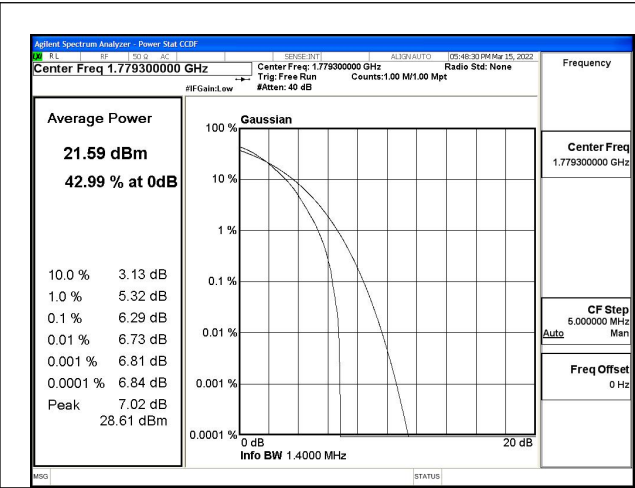 Agilent Spectrum Analyzer - Power Stat CCDF
RL RF 50 Ω AC SENSE:INT ALIGN AUTO 05:48:30 PM Mar 15, 2022
Center Freq 1.779300000 GHz
Center Freq: 1.779300000 GHz Radio Std: None
Trig: Free Run Counts:1.00 M/1.00 Mpt
#IFGain:Low #Atten: 40 dB
Average Power
21.59 dBm
42.99 % at 0dB
10.0 % 3.13 dB
1.0 % 5.32 dB
0.1 % 6.29 dB
0.01 % 6.73 dB
0.001 % 6.81 dB
0.0001 % 6.84 dB
Peak 7.02 dB
28.61 dBm
Gaussian
100 %
10 %
1 %
0.1 %
0.01 %
0.001 %
0.0001 %
0 dB 20 dB
Info BW 1.4000 MHz
Frequency
Center Freq
1.779300000 GHz
CF Step
5.000000 MHz
Auto Man
Freq Offset
0 Hz
MSG STATUS